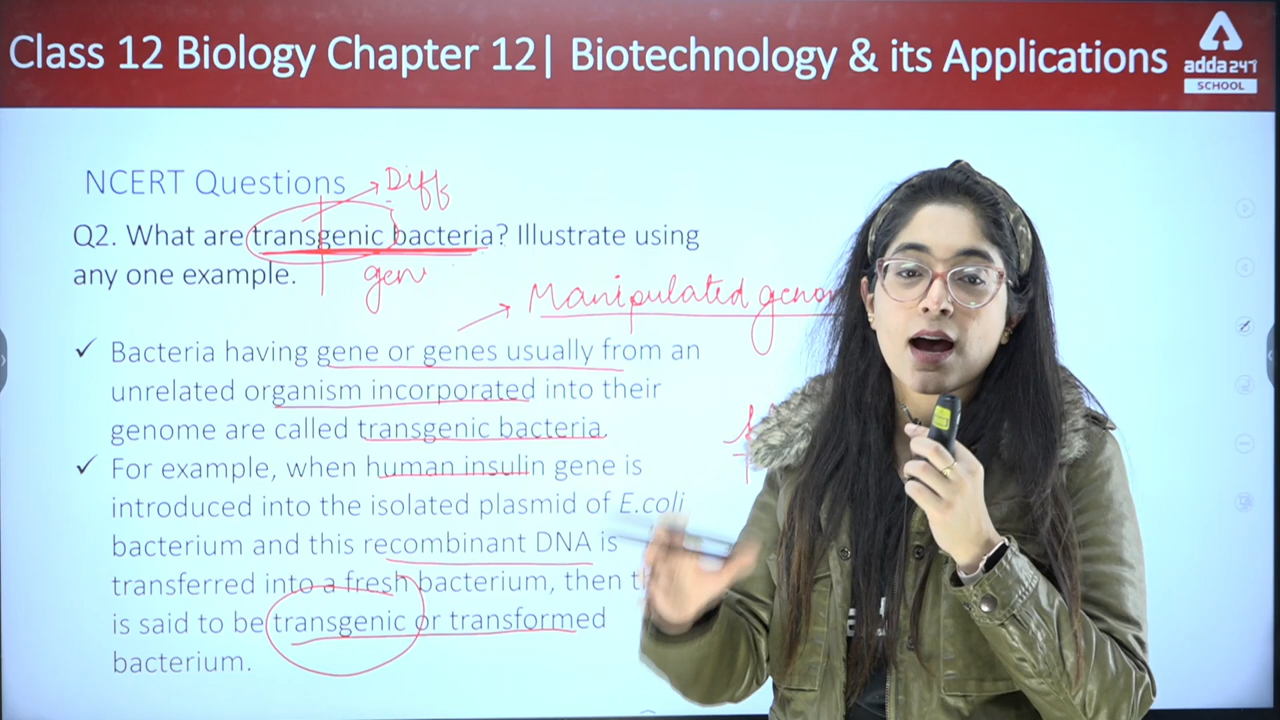 Class 12 Biology Chapter 12| Biotechnology & its Applications
adda247
SCHOOL
NCERT Questions
Diff
Q2. What are transgenic bacteria? Illustrate using
any one example.
gen
Manipulated
✓ Bacteria having gene or genes usually from an
unrelated organism incorporated into their
genome are called transgenic bacteria.
✓ For example, when human insulin gene is
introduced into the isolated plasmid of E.coli
bacterium and this recombinant DNA is
transferred into a fresh bacterium, then
is said to be transgenic or transformed
bacterium.